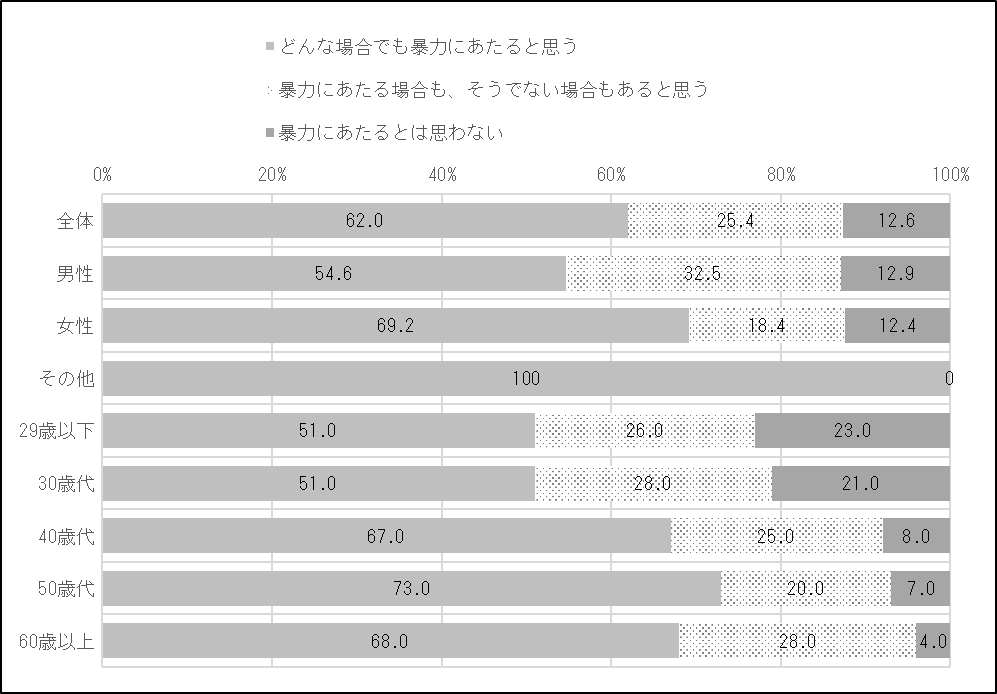 どんな場合でも暴力にあたると思う
暴力にあたる場合も、そうでない場合もあると思う
暴力にあたるとは思わない
0% 20% 40% 60% 80% 100%
全体 62.0 25.4 12.6
男性 54.6 32.5 12.9
女性 69.2 18.4 12.4
その他 100 0
29歳以下 51.0 26.0 23.0
30歳代 51.0 28.0 21.0
40歳代 67.0 25.0 8.0
50歳代 73.0 20.0 7.0
60歳以上 68.0 28.0 4.0